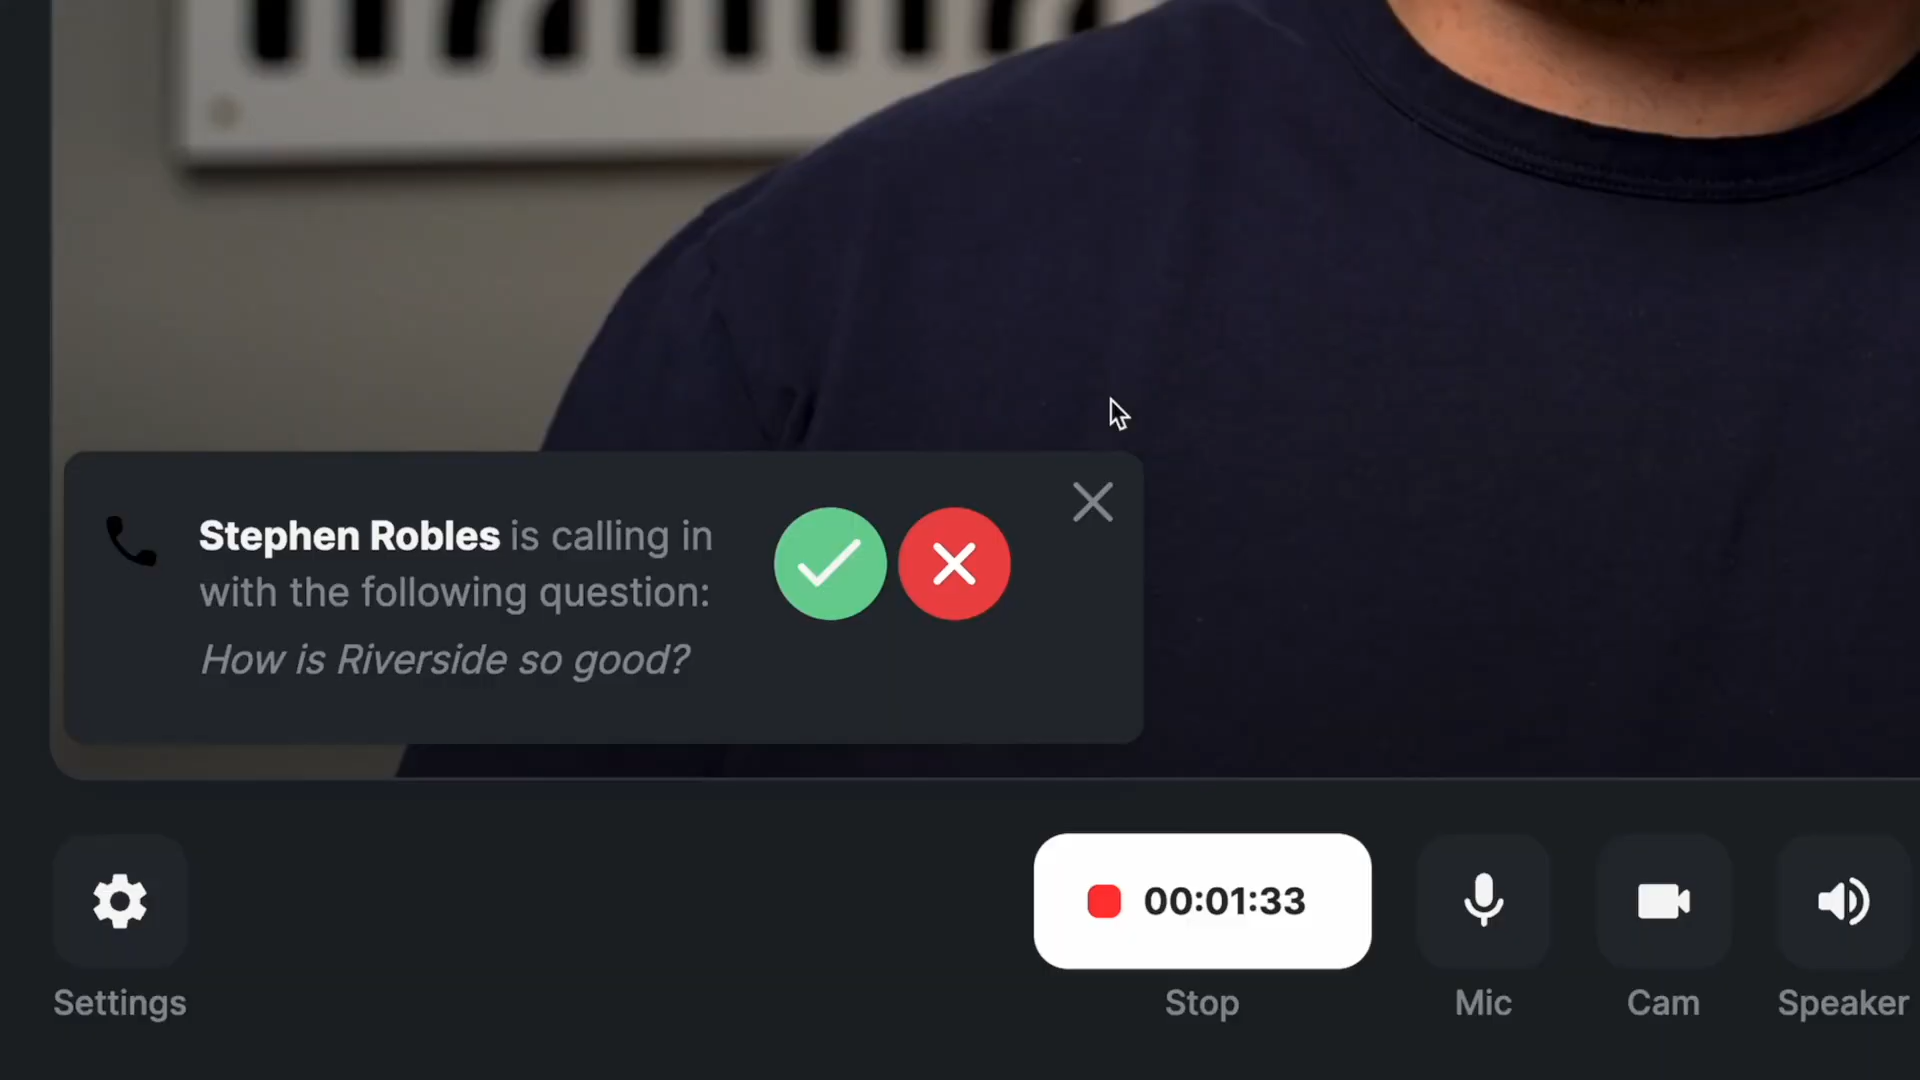 Stephen Robles is calling in
with the following question:
How is Riverside so good?
00:01:33
Settings
Stop
Mic
Cam
Speaker